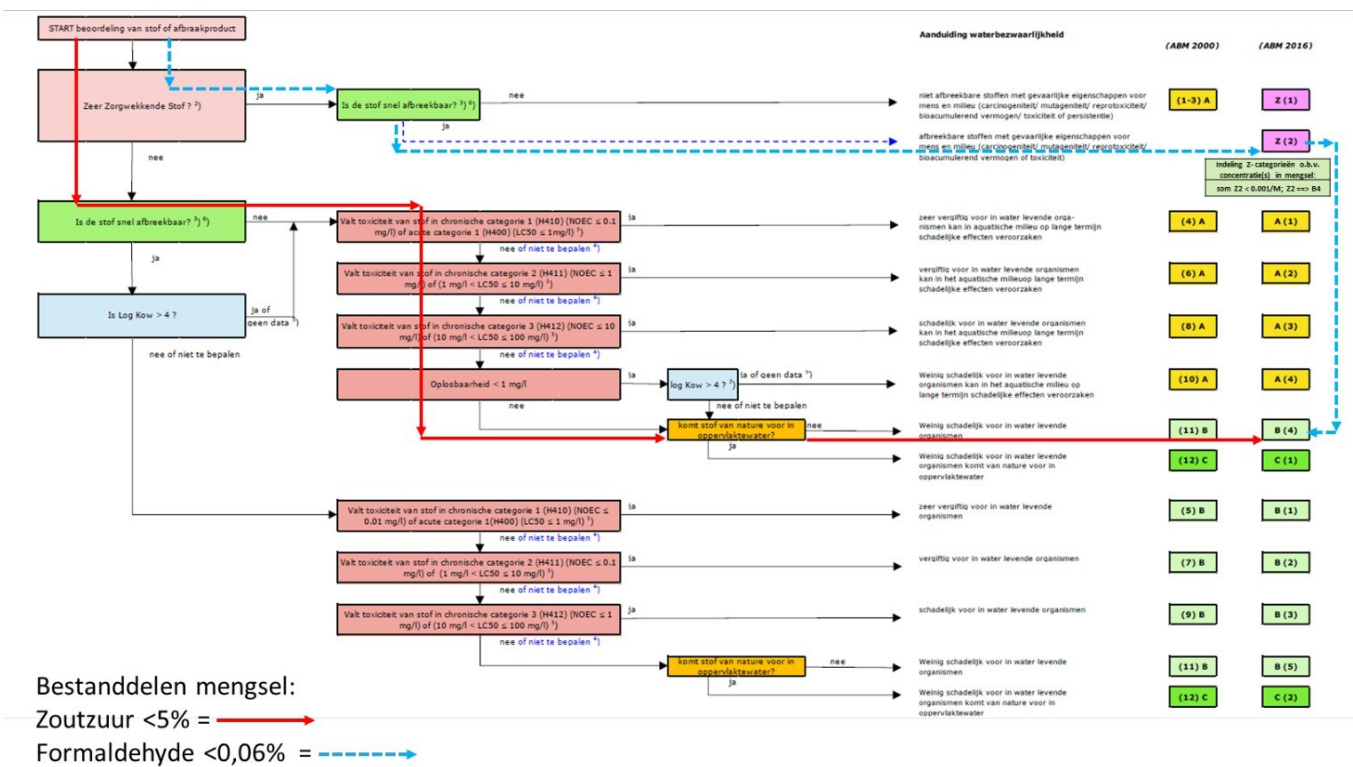 START beoordeling van stof of afbraakproduct
Aanduiding waterbezwaarlijkheid
(ABM 2000)
(ABM 2016)
Zeer Zorgwekkende Stof ? ²)
ja
Is de stof snel afbreekbaar? ³) ⁶)
nee
ja
niet afbreekbare stoffen met gevaarlijke eigenschappen voor
mens en milieu (carcinogeniteit/ mutageniteit/ reprotoxiciteit/
bioacumulerend vermogen/ toxiciteit of persistentie)
(1-3) A
Z (1)
afbreekbare stoffen met gevaarlijke eigenschappen voor
mens en milieu (carcinogeniteit/ mutageniteit/ reprotoxiciteit/
bioacumulerend vermogen of toxiciteit)
Z (2)
Indeling Z-categorieën o.b.v.
concentratie(s) in mengsel:
som Z2 < 0.001/M; Z2 ==> B4
nee
Is de stof snel afbreekbaar? ³) ⁶)
nee
Valt toxiciteit van stof in chronische categorie 1 (H410) (NOEC ≤ 0.1
mg/l) of acute categorie 1 (H400) (LC50 ≤ 1mg/l) ⁵)
ja
zeer vergiftig voor in water levende orga-
nismen kan in aquatische milieu op lange termijn
schadelijke effecten veroorzaken
(4) A
A (1)
nee of niet te bepalen ⁴)
ja
Valt toxiciteit van stof in chronische categorie 2 (H411) (NOEC ≤ 1
mg/l) of (1 mg/l < LC50 ≤ 10 mg/l) ⁵)
ja
vergiftig voor in water levende organismen
kan in het aquatische milieuop lange termijn
schadelijke effecten veroorzaken
(6) A
A (2)
nee of niet te bepalen ⁴)
Is Log Kow > 4 ?
ja of
geen data ⁵)
Valt toxiciteit van stof in chronische categorie 3 (H412) (NOEC ≤ 10
mg/l) of (10 mg/l < LC50 ≤ 100 mg/l) ⁵)
ja
schadelijk voor in water levende organismen
kan in het aquatische milieuop lange termijn
schadelijke effecten veroorzaken
(8) A
A (3)
nee of niet te bepalen
nee of niet te bepalen ⁴)
Oplosbaarheid < 1 mg/l
ja
log Kow > 4 ? ⁷)
ja of geen data ⁵)
Weinig schadelijk voor in water levende
organismen kan in het aquatische milieu op
lange termijn schadelijke effecten veroorzaken
(10) A
A (4)
nee
nee of niet te bepalen
komt stof van nature voor in
oppervlaktewater?
nee
Weinig schadelijk voor in water levende
organismen
(11) B
B (4)
ja
Weinig schadelijk voor in water levende
organismen komt van nature voor in
oppervlaktewater
(12) C
C (1)
Valt toxiciteit van stof in chronische categorie 1 (H410) (NOEC ≤
0.01 mg/l) of acute categorie 1(H400) (LC50 ≤ 1 mg/l) ⁵)
ja
zeer vergiftig voor in water levende
organismen
(5) B
B (1)
nee of niet te bepalen ⁴)
Valt toxiciteit van stof in chronische categorie 2 (H411) (NOEC ≤ 0.1
mg/l) of (1 mg/l < LC50 ≤ 10 mg/l) ⁵)
ja
vergiftig voor in water levende organismen
(7) B
B (2)
nee of niet te bepalen ⁴)
Valt toxiciteit van stof in chronische categorie 3 (H412) (NOEC ≤ 1
mg/l) of (10 mg/l < LC50 ≤ 100 mg/l) ⁵)
ja
schadelijk voor in water levende organismen
(9) B
B (3)
nee of niet te bepalen ⁴)
komt stof van nature voor in
oppervlaktewater?
nee
Weinig schadelijk voor in water levende
organismen
(11) B
B (5)
ja
Weinig schadelijk voor in water levende
organismen komt van nature voor in
oppervlaktewater
(12) C
C (2)
Bestanddelen mengsel:
Zoutzuur <5% =
Formaldehyde <0,06% =